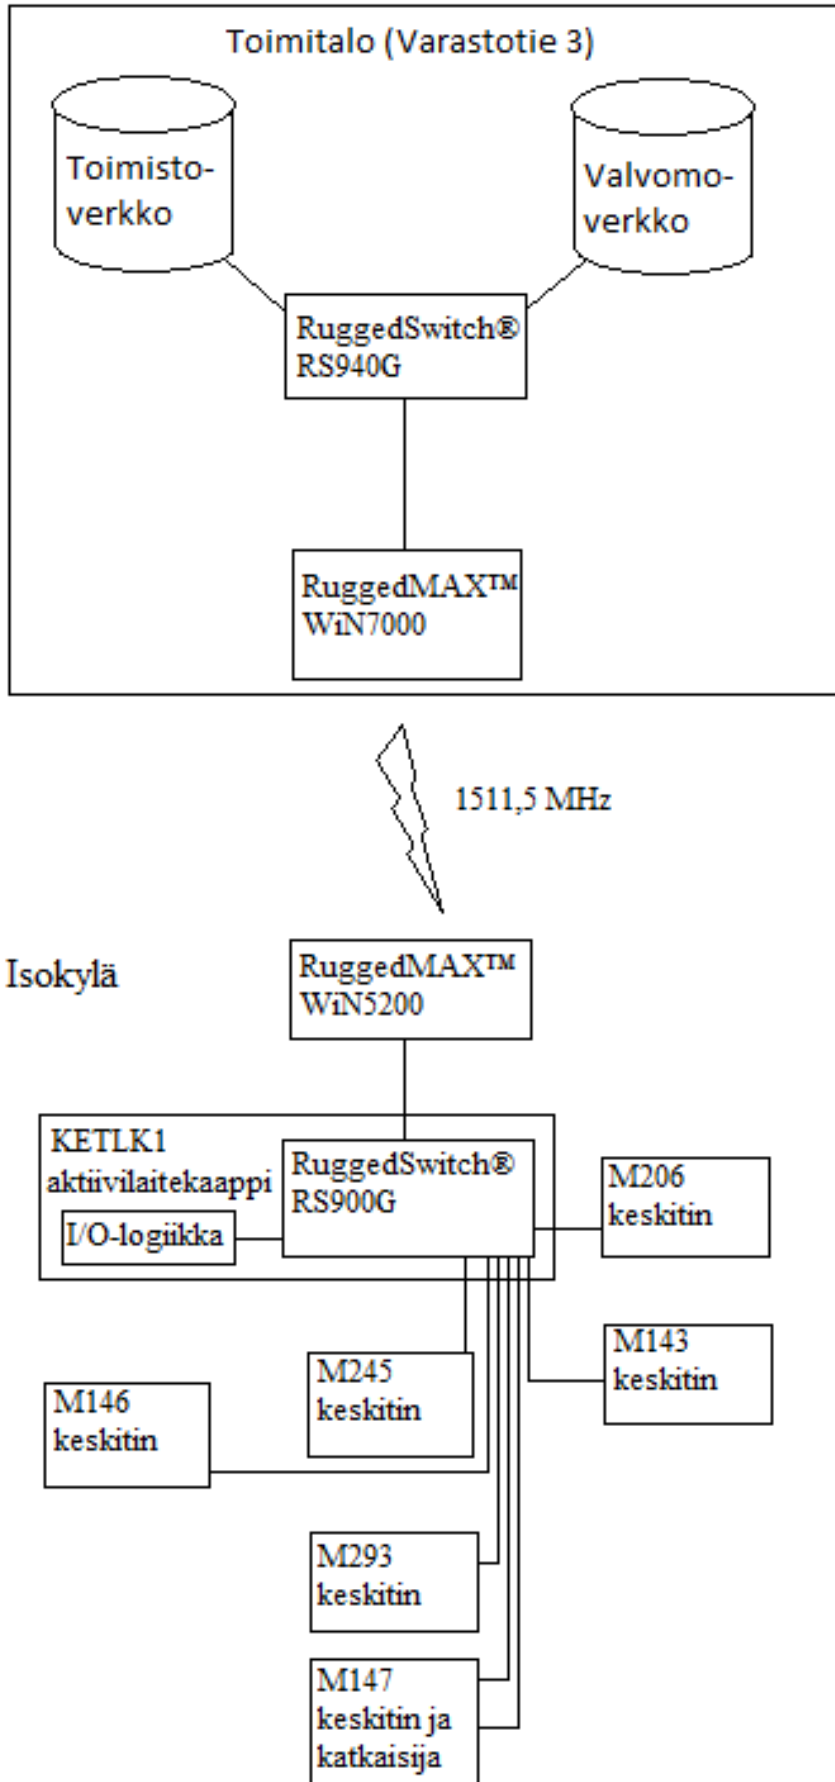 Toimitalo (Varastotie 3)
Toimisto-
verkko
Valvomo-
verkko
RuggedSwitch®
RS940G
RuggedMAX™
WiN7000
1511,5 MHz
Isokylä
RuggedMAX™
WiN5200
KETLK1
aktiivilaitekaappi
I/O-logiikka
RuggedSwitch®
RS900G
M206
keskitin
M143
keskitin
M245
keskitin
M146
keskitin
M293
keskitin
M147
keskitin ja
katkaisija